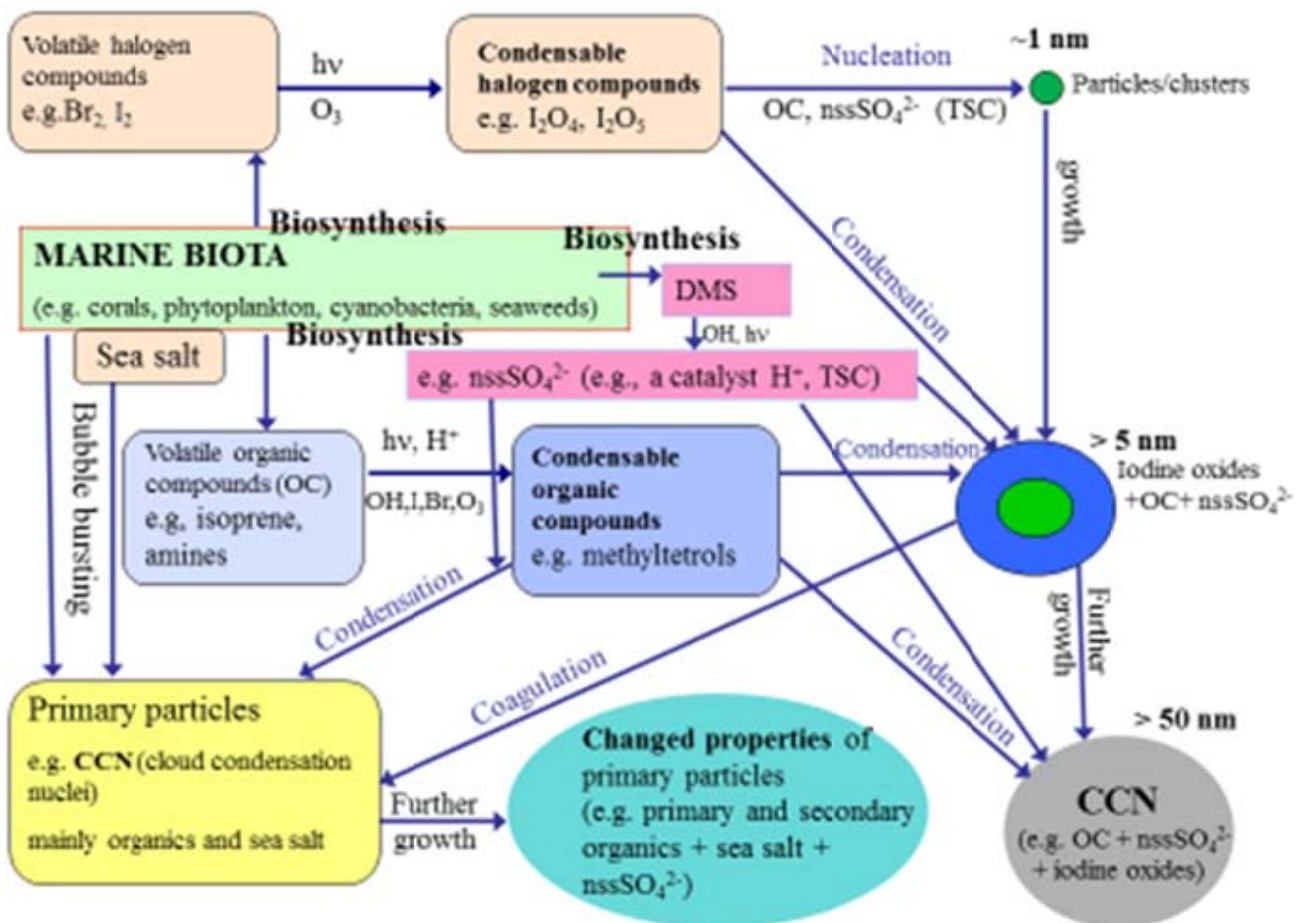 Volatile halogen
compounds
e.g.Br₂, I₂
hν
O₃
Condensable
halogen compounds
e.g. I₂O₄, I₂O₅
Nucleation
OC, nssSO₄²⁻ (TSC)
~1 nm
Particles/clusters
growth
Biosynthesis
MARINE BIOTA
(e.g. corals, phytoplankton, cyanobacteria, seaweeds)
Biosynthesis
DMS
OH, hν
Condensation
Biosynthesis
Sea salt
e.g. nssSO₄²⁻ (e.g., a catalyst H⁺, TSC)
Bubble bursting
Volatile organic
compounds (OC)
e.g, isoprene,
amines
hν, H⁺
OH,I,Br,O₃
Condensable
organic
compounds
e.g. methyltetrols
Condensation
> 5 nm
Iodine oxides
+OC+ nssSO₄²⁻
Condensation
Coagulation
Condensation
Further
growth
Primary particles
e.g. CCN (cloud condensation
nuclei)
mainly organics and sea salt
Further
growth
Changed properties of
primary particles
(e.g. primary and secondary
organics + sea salt +
nssSO₄²⁻)
> 50 nm
CCN
(e.g. OC + nssSO₄²⁻
+ iodine oxides)